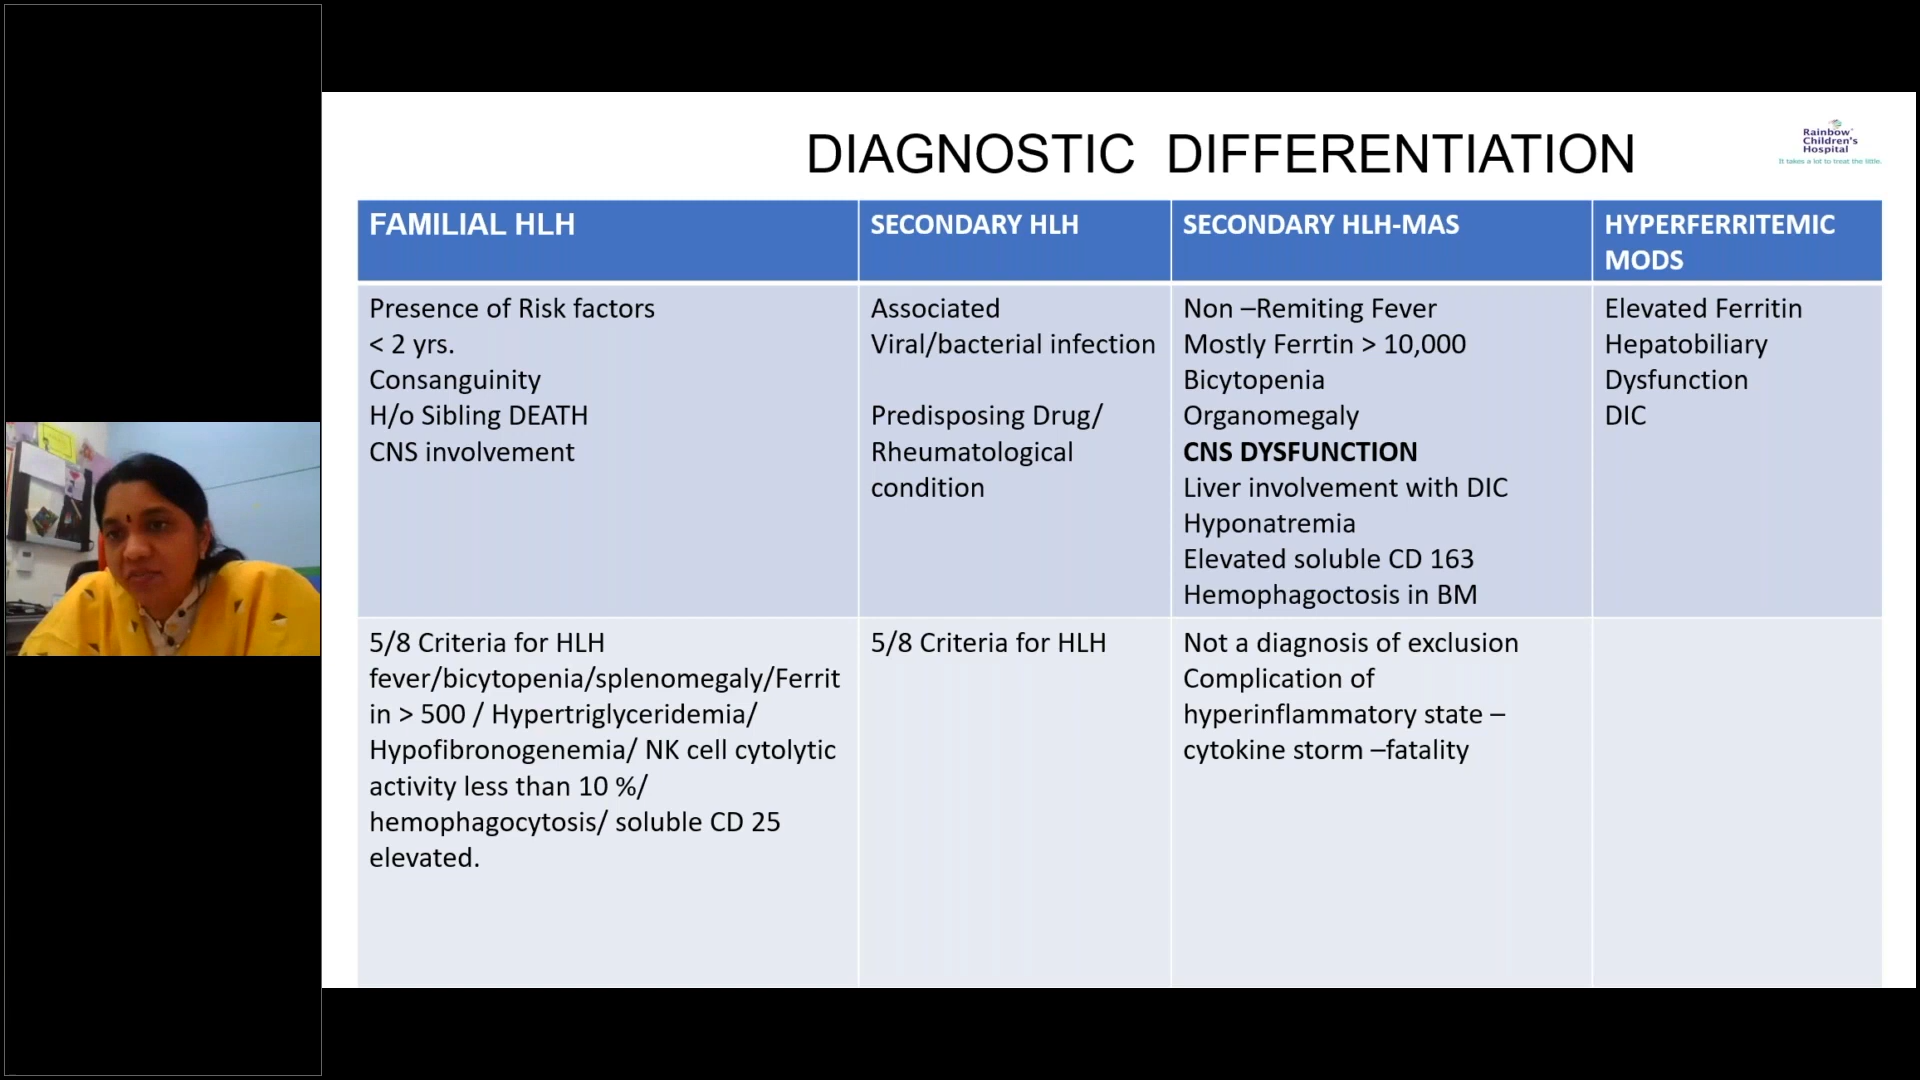 DIAGNOSTIC DIFFERENTIATION
Rainbow
Children's
Hospital
It takes a lot to treat the little.
FAMILIAL HLH
SECONDARY HLH
SECONDARY HLH-MAS
HYPERFERRITEMIC
MODS
Presence of Risk factors
< 2 yrs.
Consanguinity
H/o Sibling DEATH
CNS involvement
Associated
Viral/bacterial infection
Predisposing Drug/
Rheumatological
condition
Non –Remiting Fever
Mostly Ferrtin > 10,000
Bicytopenia
Organomegaly
CNS DYSFUNCTION
Liver involvement with DIC
Hyponatremia
Elevated soluble CD 163
Hemophagoctosis in BM
Elevated Ferritin
Hepatobiliary
Dysfunction
DIC
5/8 Criteria for HLH
fever/bicytopenia/splenomegaly/Ferrit
in > 500 / Hypertriglyceridemia/
Hypofibronogenemia/ NK cell cytolytic
activity less than 10 %/
hemophagocytosis/ soluble CD 25
elevated.
5/8 Criteria for HLH
Not a diagnosis of exclusion
Complication of
hyperinflammatory state –
cytokine storm –fatality